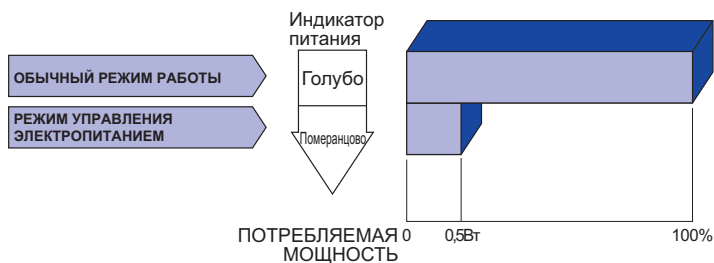 Индикатор
питания
ОБЫЧНЫЙ РЕЖИМ РАБОТЫ
Голубо
РЕЖИМ УПРАВЛЕНИЯ
ЭЛЕКТРОПИТАНИЕМ
Померанцово
ПОТРЕБЛЯЕМАЯ
МОЩНОСТЬ
0 0,5Вт 100%